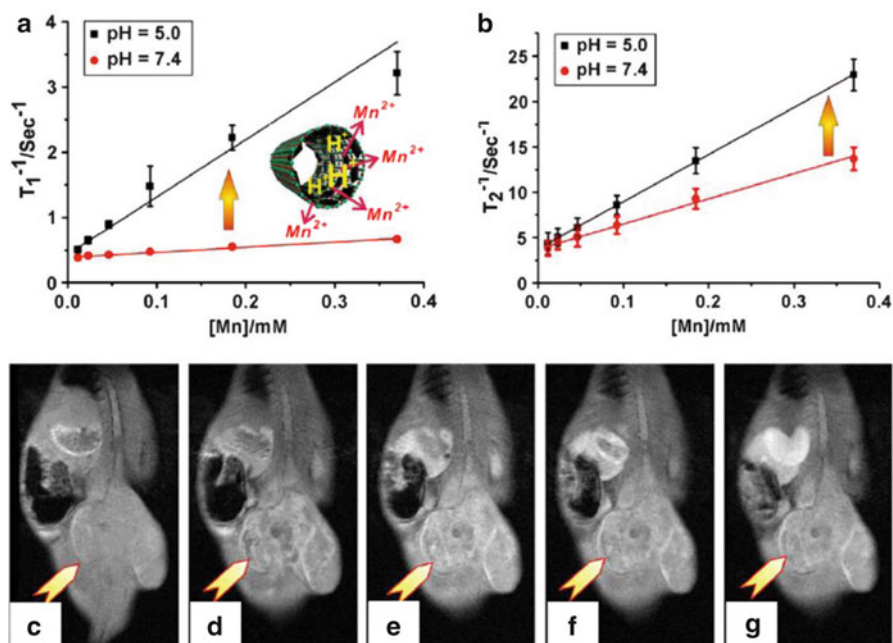 a
pH = 5.0
pH = 7.4
T₁⁻¹/Sec⁻¹
4
3
2
1
0
0.0
0.1
0.2
0.3
0.4
[Mn]/mM
H⁺
H⁺
H⁺
Mn²⁺
Mn²⁺
Mn²⁺
Mn²⁺
b
pH = 5.0
pH = 7.4
T₂⁻¹/Sec⁻¹
25
20
15
10
5
0
0.0
0.1
0.2
0.3
0.4
[Mn]/mM
c
d
e
f
g